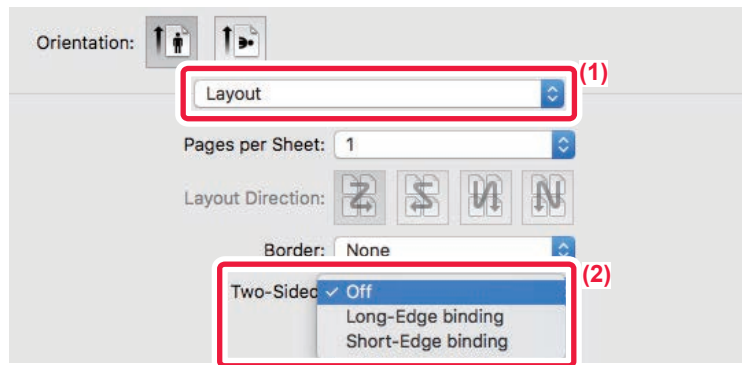 Orientation:
(1)
Layout
Pages per Sheet: 1
Layout Direction:
Border: None
(2)
Two-Sided ✓ Off
Long-Edge binding
Short-Edge binding